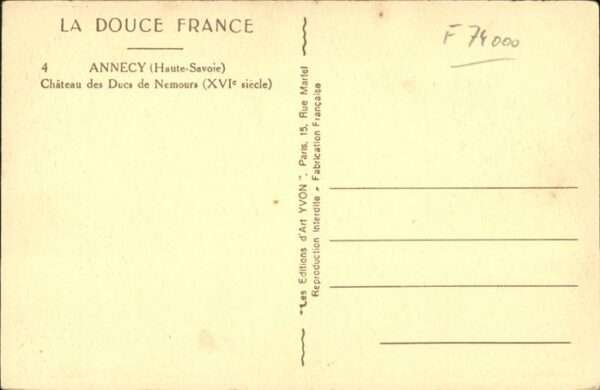 LA DOUCE FRANCE
4 ANNECY (Haute-Savoie)
Château des Ducs de Nemours (XVIe siècle)
"Les Editions d'Art YVON", Paris, 15, Rue Martel
Reproduction Interdite - Fabrication Française
F 74000